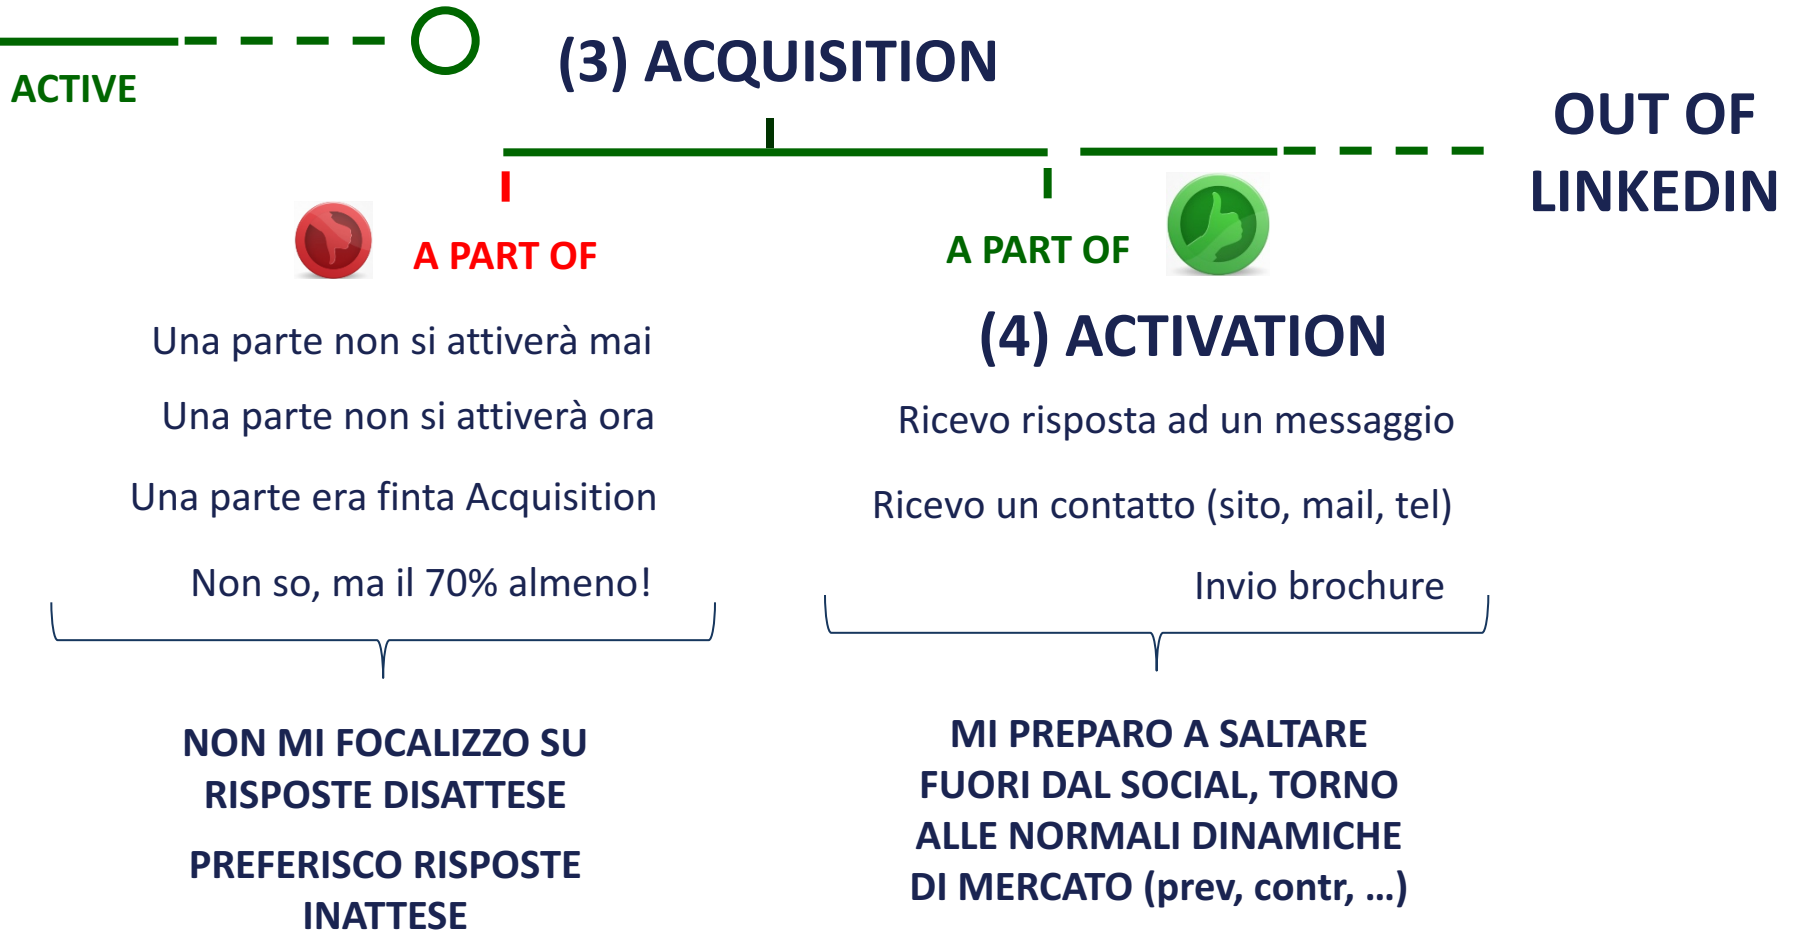 ACTIVE
(3) ACQUISITION
OUT OF
LINKEDIN
A PART OF
Una parte non si attiverà mai
Una parte non si attiverà ora
Una parte era finta Acquisition
Non so, ma il 70% almeno!
NON MI FOCALIZZO SU
RISPOSTE DISATTESE
PREFERISCO RISPOSTE
INATTESE
A PART OF
(4) ACTIVATION
Ricevo risposta ad un messaggio
Ricevo un contatto (sito, mail, tel)
Invio brochure
MI PREPARO A SALTARE
FUORI DAL SOCIAL, TORNO
ALLE NORMALI DINAMICHE
DI MERCATO (prev, contr, ...)